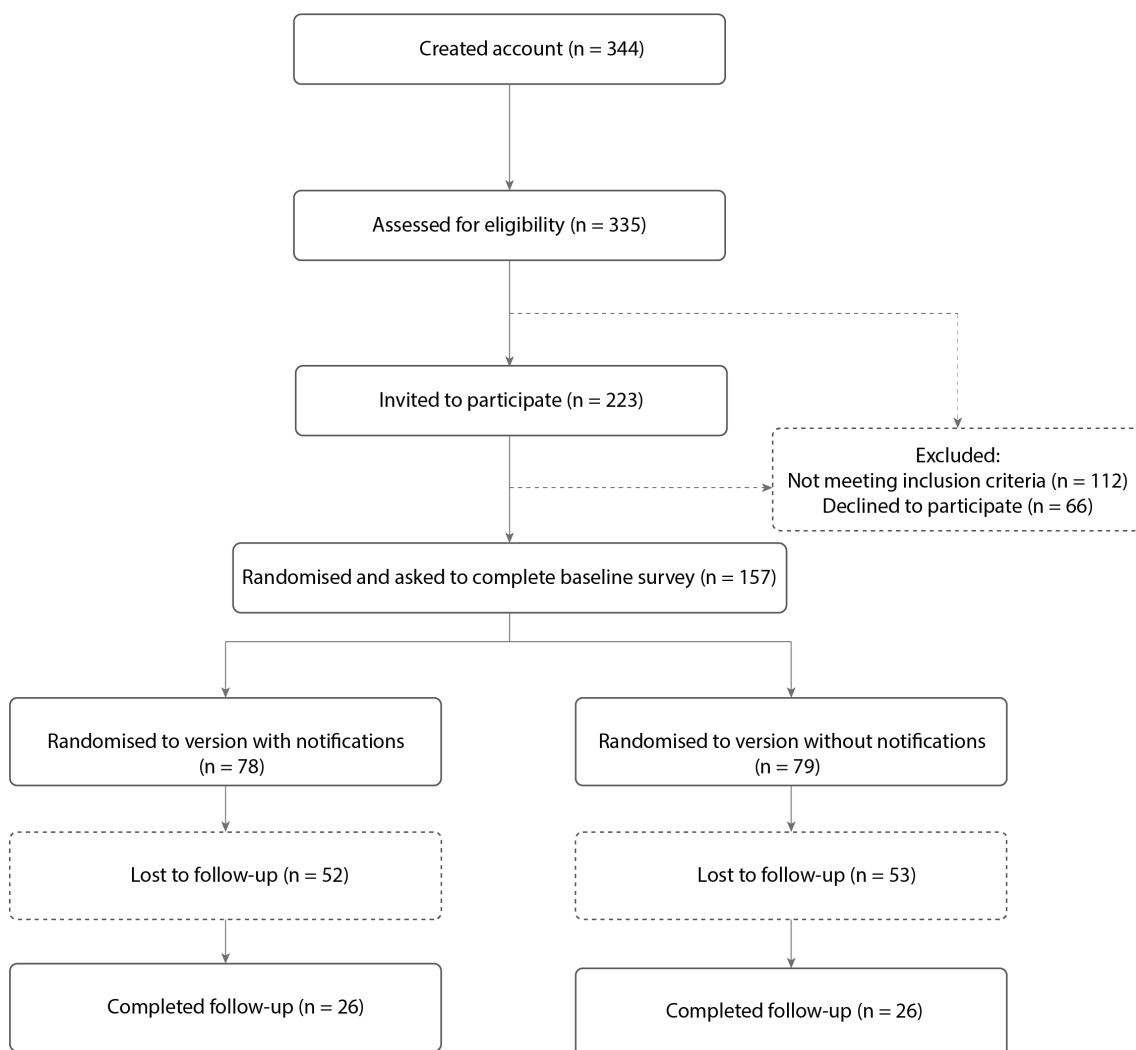 Created account (n = 344)
Assessed for eligibility (n = 335)
Invited to participate (n = 223)
Excluded:
Not meeting inclusion criteria (n = 112)
Declined to participate (n = 66)
Randomised and asked to complete baseline survey (n = 157)
Randomised to version with notifications
(n = 78)
Randomised to version without notifications
(n = 79)
Lost to follow-up (n = 52)
Lost to follow-up (n = 53)
Completed follow-up (n = 26)
Completed follow-up (n = 26)